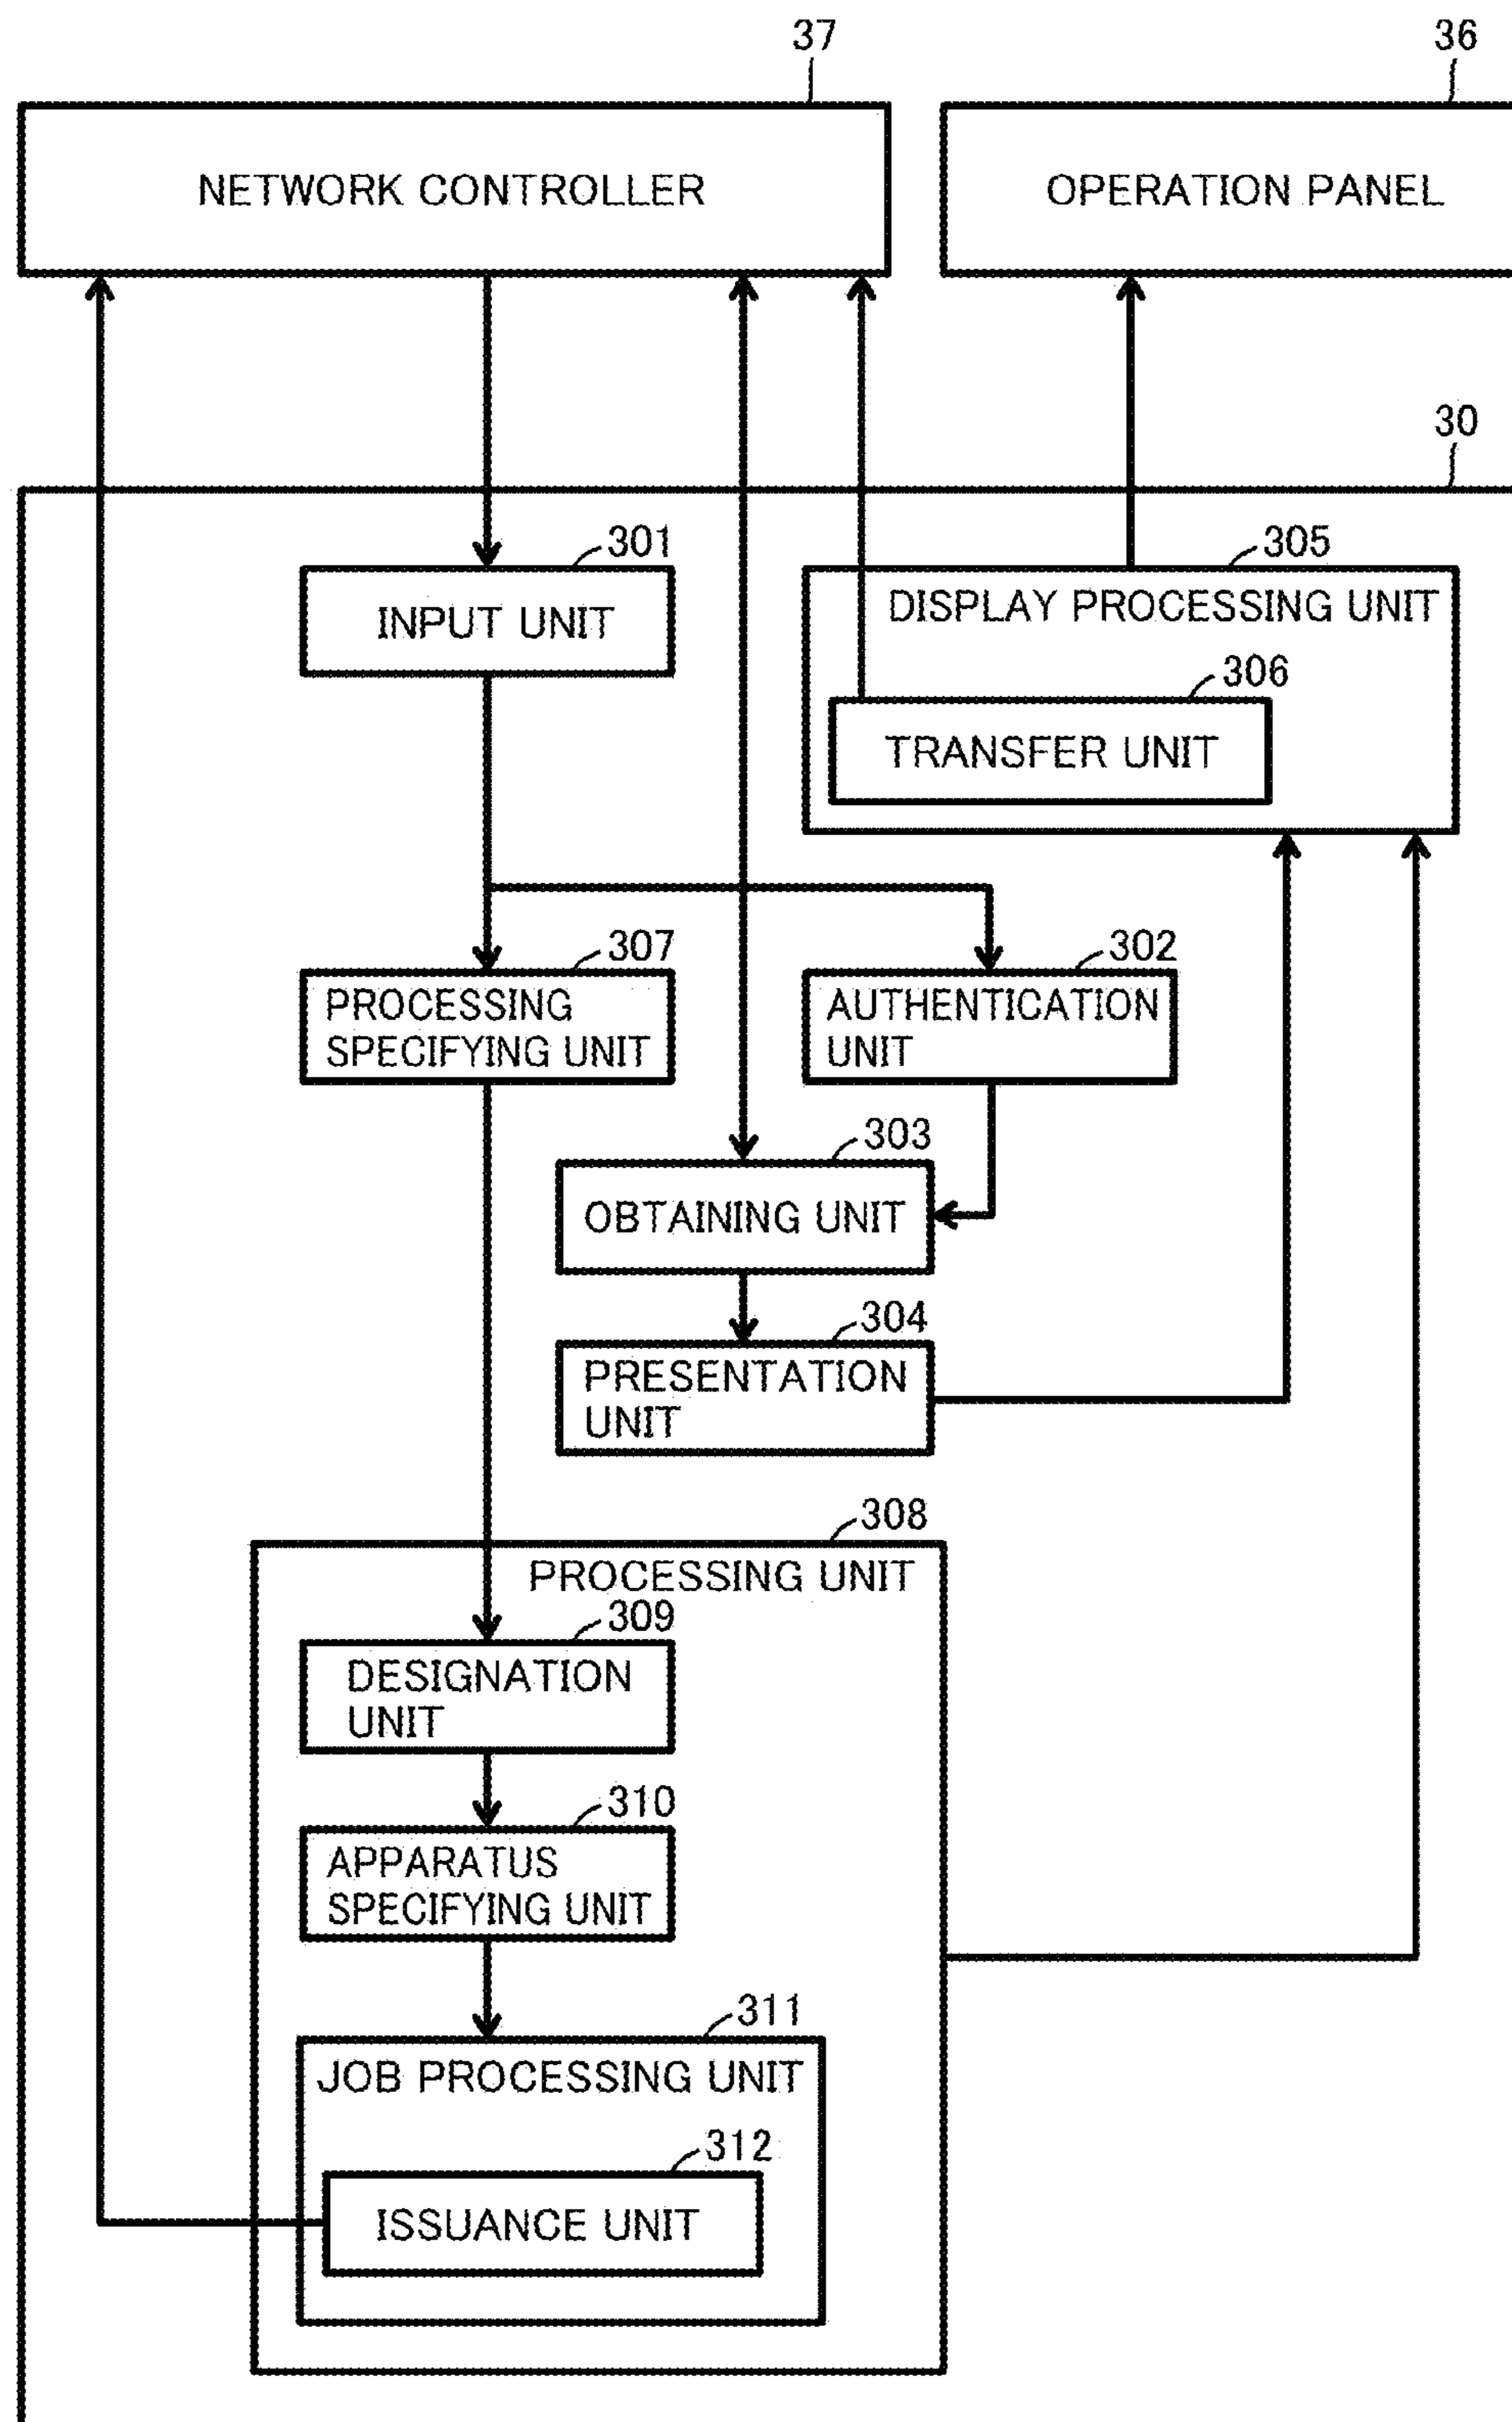 37
36
NETWORK CONTROLLER
OPERATION PANEL
30
301
305
INPUT UNIT
DISPLAY PROCESSING UNIT
306
TRANSFER UNIT
307
302
PROCESSING
SPECIFYING UNIT
AUTHENTICATION
UNIT
303
OBTAINING UNIT
304
PRESENTATION
UNIT
308
PROCESSING UNIT
309
DESIGNATION
UNIT
310
APPARATUS
SPECIFYING UNIT
311
JOB PROCESSING UNIT
312
ISSUANCE UNIT